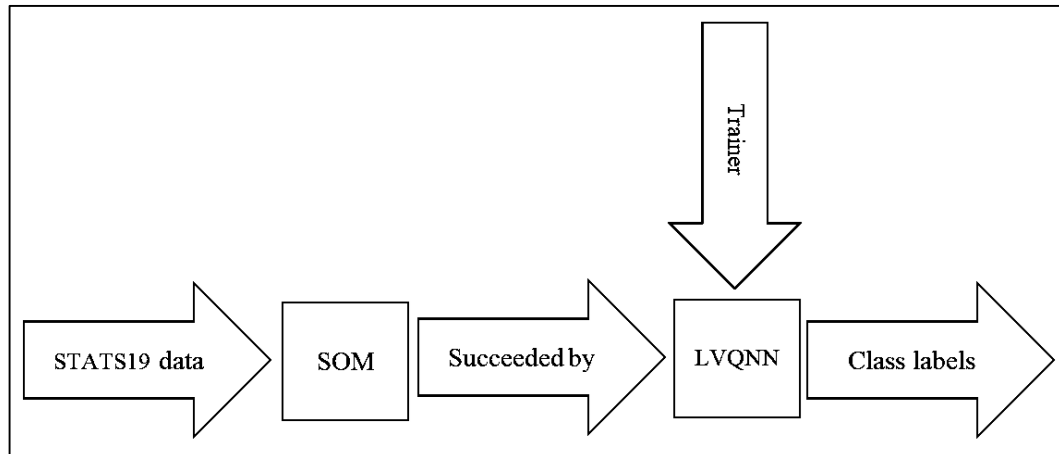 Trainer
STATS19 data
SOM
Succeeded by
LVQNN
Class labels